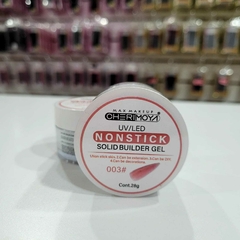 MAX MAKEUP
CHERIMOYA
UV/LED
NONSTICK
SOLID BUILDER GEL
003#
Cont.28g